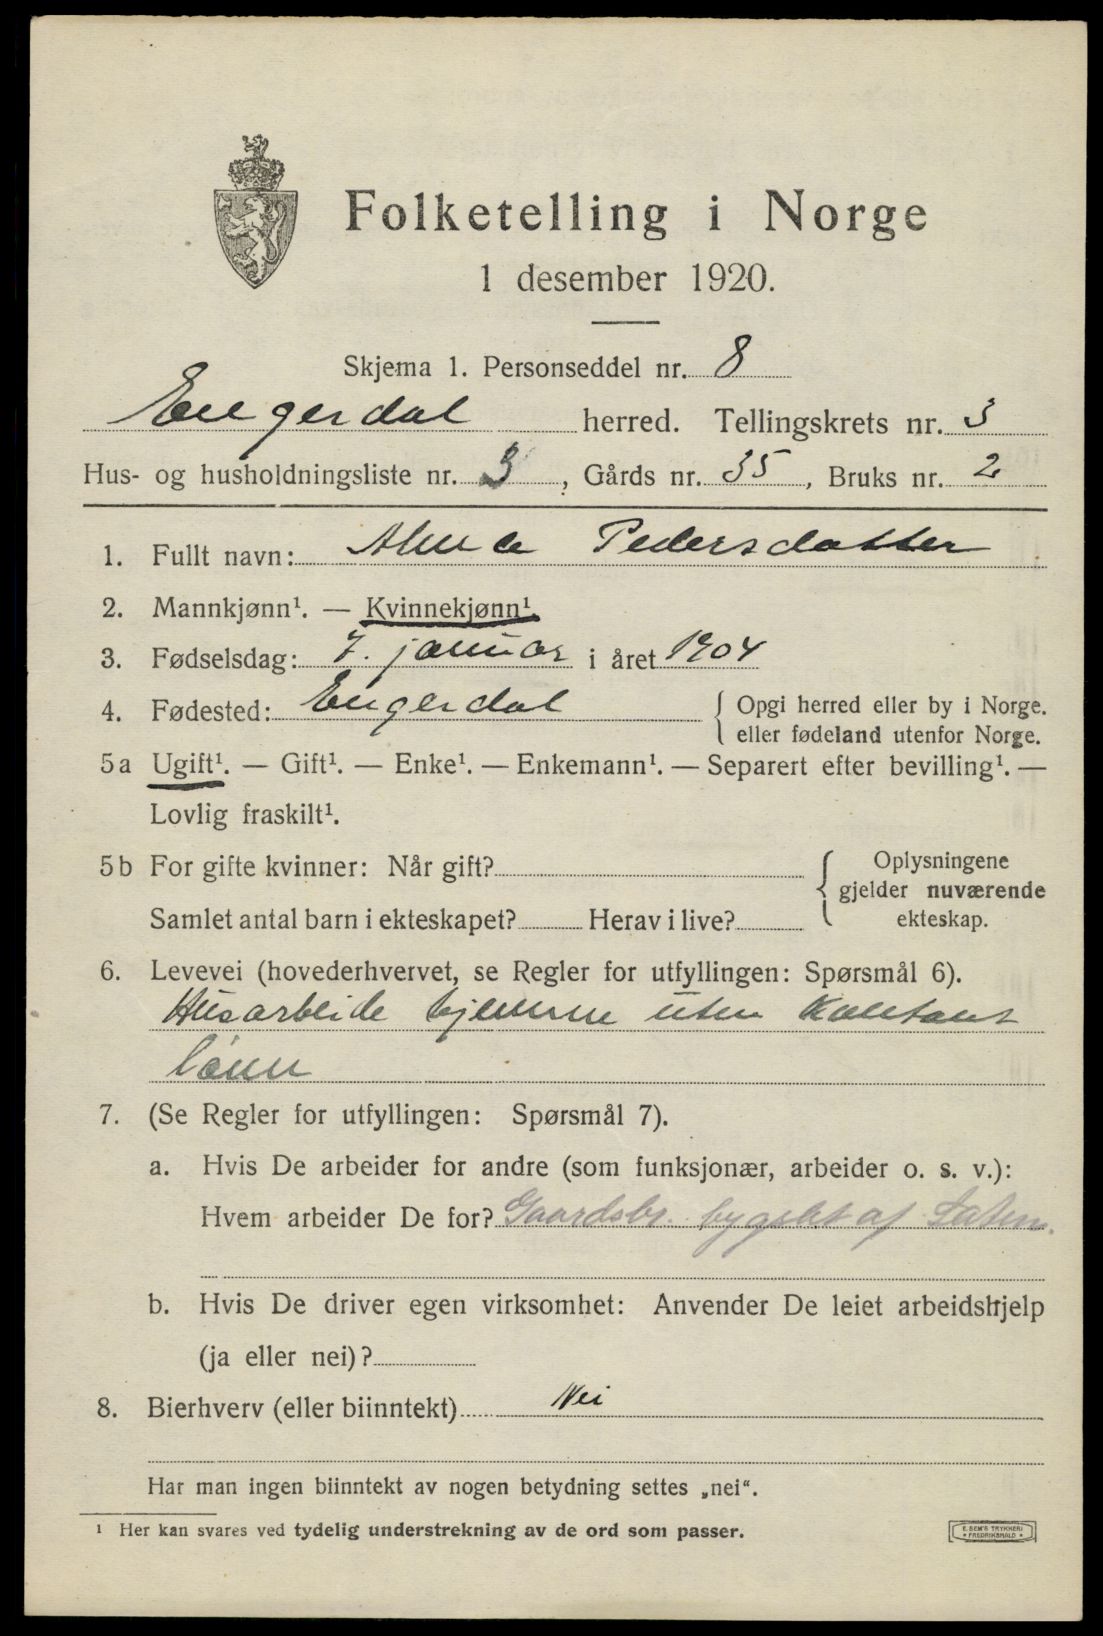 Folketelling i Norge
1 desember 1920.
Skjema 1. Personseddel nr. 8
Engerdal herred. Tellingskrets nr. 3
Hus- og husholdningsliste nr. 3, Gårds nr. 35, Bruks nr. 2
1. Fullt navn: Pedersdatter
2. Mannkjønn¹. — Kvinnekjønn¹.
3. Fødselsdag: 7. januar i året 1904
4. Fødested: Engerdal { Opgi herred eller by i Norge.
eller fødeland utenfor Norge.
5a Ugift¹. — Gift¹. — Enke¹. — Enkemann¹. — Separert efter bevilling¹. —
Lovlig fraskilt¹.
5b For gifte kvinner: Når gift? { Oplysningene
gjelder nuværende
ekteskap.
Samlet antal barn i ekteskapet? Herav i live?
6. Levevei (hovederhvervet, se Regler for utfyllingen: Spørsmål 6).
Husarbeide hjemme uten kontant
lønn
7. (Se Regler for utfyllingen: Spørsmål 7).
a. Hvis De arbeider for andre (som funksjonær, arbeider o. s. v.):
Hvem arbeider De for? Gaardsbr. bygslet af
b. Hvis De driver egen virksomhet: Anvender De leiet arbeidshjelp
(ja eller nei)?
8. Bierhverv (eller biinntekt) Nei
Har man ingen biinntekt av nogen betydning settes „nei“.
¹ Her kan svares ved tydelig understrekning av de ord som passer.
E. SEM'S TRYKKERI
• FREDRIKSHALD •